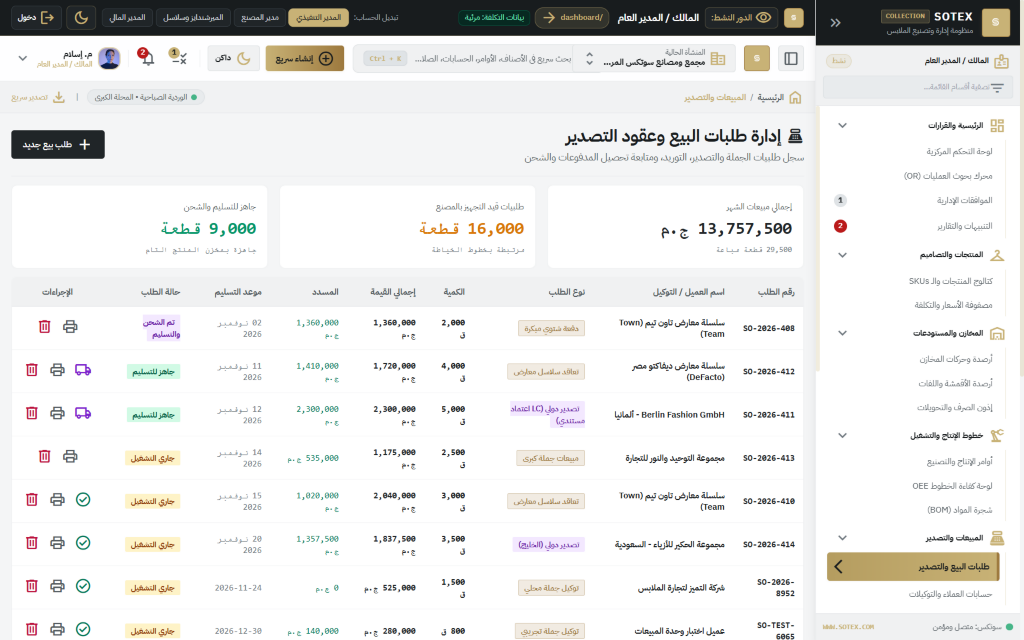 S
SOTEX
COLLECTION
منظومة إدارة وتصنيع الملابس
S
الدور النشط:
المالك / المدير العام
/dashboard
بيانات التكلفة: مرئية
تبديل الحساب:
المدير التنفيذي
مدير المصنع
الميرشندايز وسلاسل
المدير المالي
دخول
المالك / المدير العام
نشط
تصفية أقسام القائمة...
المنشأة الحالية
مجمع ومصانع سوتكس المر...
S
بحث سريع في الأصناف، الأوامر، الحسابات، الصلا...
Ctrl + K
إنشاء سريع
داكن
1
2
م. إسلام
المالك / المدير العام
الرئيسية / المبيعات والتصدير
الوردية الصباحية • المحلة الكبرى
تصدير سريع
الرئيسية والقرارات
لوحة التحكم المركزية
محرك بحوث العمليات (OR)
الموافقات الإدارية
1
التنبيهات والتقارير
2
المنتجات والتصاميم
كتالوج المنتجات والـ SKUs
مصفوفة الأسعار والتكلفة
المخازن والمستودعات
أرصدة وحركات المخازن
أرصدة الأقمشة واللفات
إذون الصرف والتحويلات
خطوط الإنتاج والتشغيل
أوامر الإنتاج والتصنيع
لوحة كفاءة الخطوط OEE
شجرة المواد (BOM)
المبيعات والتصدير
طلبات البيع والتصدير
حسابات العملاء والتوكيلات
سوتكس: متصل ومؤمن
WWW.SOTEX.COM
إدارة طلبات البيع وعقود التصدير
سجل طلبيات الجملة والتصدير، التوريد، ومتابعة تحصيل المدفوعات والشحن
طلب بيع جديد
إجمالي مبيعات الشهر
13,757,500 ج.م
29,500 قطعة مباعة
طلبيات قيد التجهيز بالمصنع
16,000 قطعة
مرتبطة بخطوط الخياطة
جاهز للتسليم والشحن
9,000 قطعة
جاهزة بمخزن المنتج التام
رقم الطلب
اسم العميل / التوكيل
نوع الطلب
الكمية
إجمالي القيمة
المسدد
موعد التسليم
حالة الطلب
الإجراءات
SO-2026-408
سلسلة معارض تاون تيم (Town Team)
دفعة شتوي مبكرة
2,000 ق
1,360,000 ج.م
1,360,000 ج.م
02 نوفمبر 2026
تم الشحن والتسليم
SO-2026-412
سلسلة معارض ديفاكتو مصر (DeFacto)
تعاقد سلاسل معارض
4,000 ق
1,720,000 ج.م
1,410,000 ج.م
11 نوفمبر 2026
جاهز للتسليم
SO-2026-411
Berlin Fashion GmbH - ألمانيا
تصدير دولي (LC اعتماد مستندي)
5,000 ق
2,300,000 ج.م
2,300,000 ج.م
12 نوفمبر 2026
جاهز للتسليم
SO-2026-413
مجموعة التوحيد والنور للتجارة
مبيعات جملة كبرى
2,500 ق
1,175,000 ج.م
535,000 ج.م
14 نوفمبر 2026
جاري التشغيل
SO-2026-410
سلسلة معارض تاون تيم (Town Team)
تعاقد سلاسل معارض
3,000 ق
2,040,000 ج.م
1,020,000 ج.م
15 نوفمبر 2026
جاري التشغيل
SO-2026-414
مجموعة الحكير للأزياء - السعودية
تصدير دولي (الخليج)
3,500 ق
1,837,500 ج.م
1,357,500 ج.م
20 نوفمبر 2026
جاري التشغيل
SO-2026-8952
شركة التميز لتجارة الملابس
توكيل جملة محلي
1,500 ق
525,000 ج.م
0 ج.م
2026-11-24
جاري التشغيل
SO-TEST-6065
عميل اختبار وحدة المبيعات
توكيل جملة تجريبي
800 ق
280,000 ج.م
140,000 ج.م
2026-12-30
جاري التشغيل